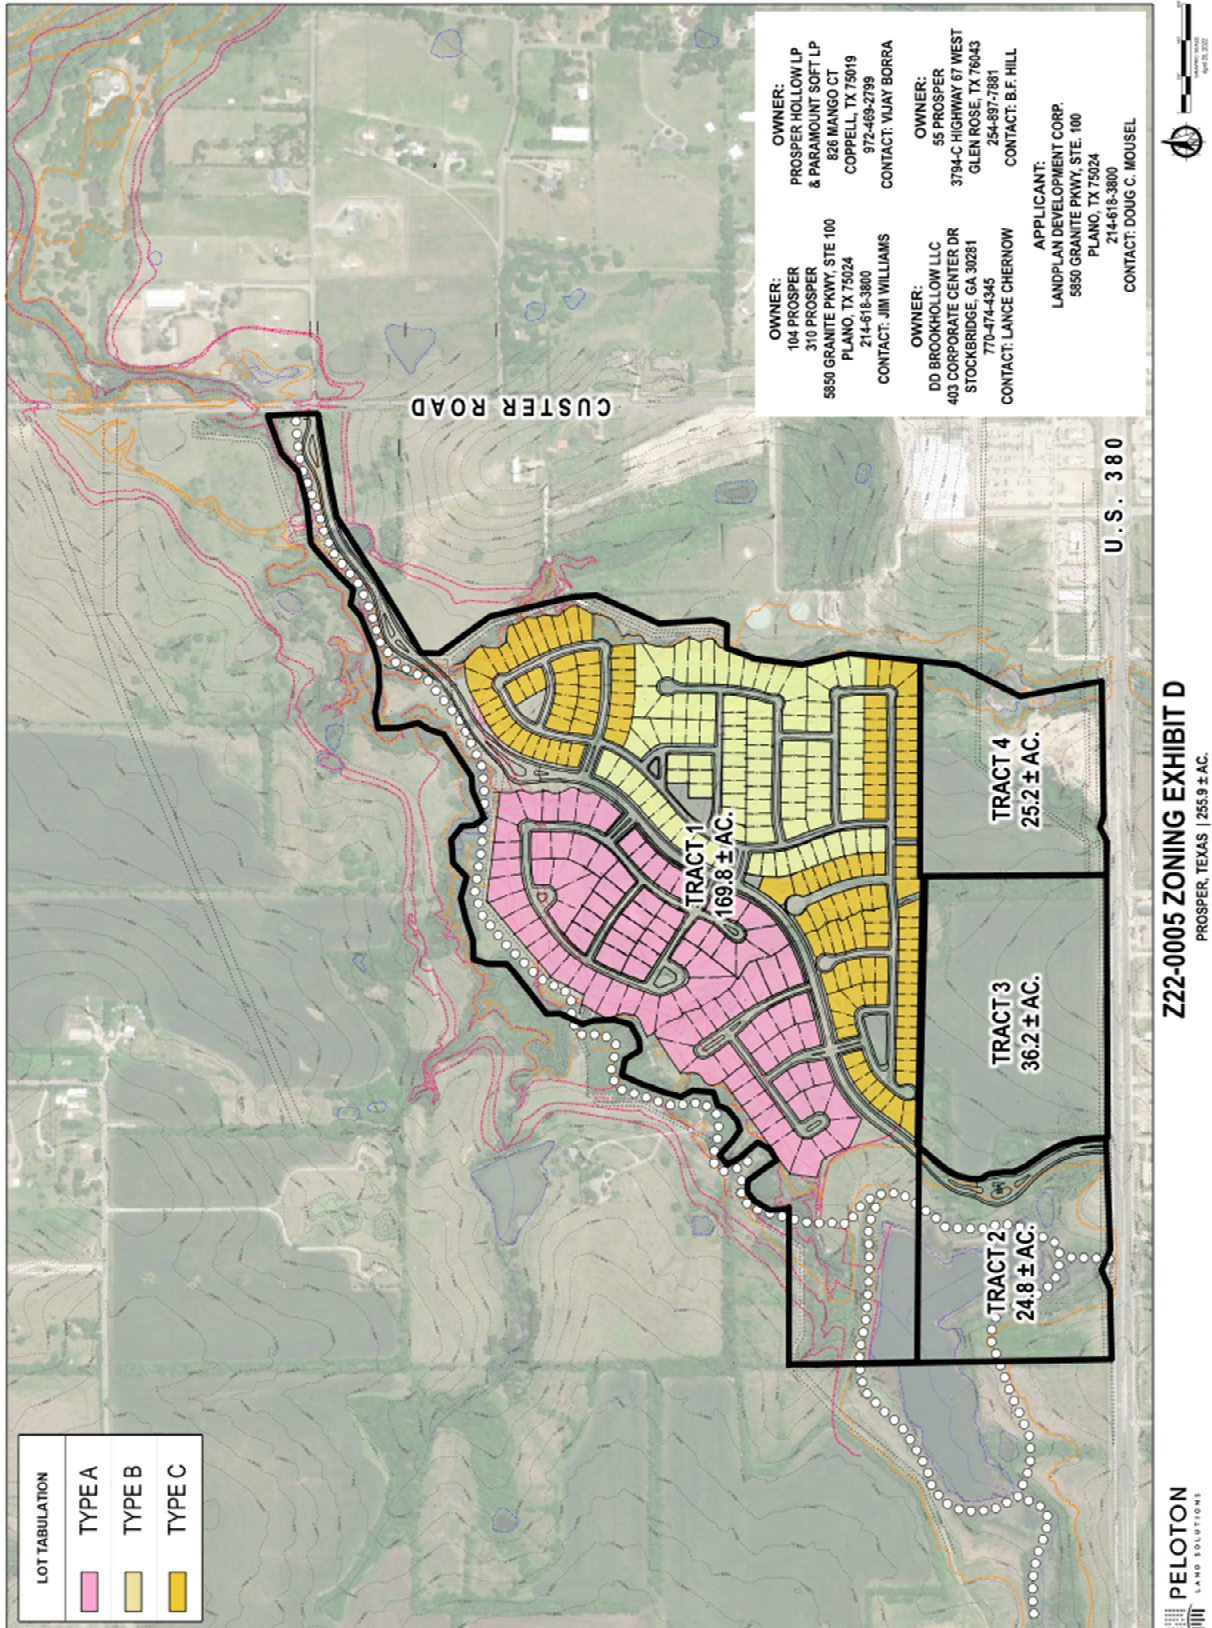 LOT TABULATION
TYPE A
TYPE B
TYPE C
CUSTER ROAD
TRACT 1
169.8 ± AC.
TRACT 2
24.8 ± AC.
TRACT 3
36.2 ± AC.
TRACT 4
25.2 ± AC.
U.S. 380
OWNER:
104 PROSPER
310 PROSPER
5850 GRANITE PKWY, STE 100
PLANO, TX 75024
214-618-3800
CONTACT: JIM WILLIAMS
OWNER:
PROSPER HOLLOW LP
& PARAMOUNT SOFT LP
826 MANGO CT
COPPELL, TX 75019
972-469-2799
CONTACT: VIJAY BORRA
OWNER:
DD BROOKHOLLOW LLC
403 CORPORATE CENTER DR
STOCKBRIDGE, GA 30281
770-474-4345
CONTACT: LANCE CHERNOW
OWNER:
55 PROSPER
3794-C HIGHWAY 67 WEST
GLEN ROSE, TX 76043
254-897-7881
CONTACT: B.F. HILL
APPLICANT:
LANDPLAN DEVELOPMENT CORP.
5850 GRANITE PKWY, STE. 100
PLANO, TX 75024
214-618-3800
CONTACT: DOUG C. MOUSEL
PELOTON
LAND SOLUTIONS
Z22-0005 ZONING EXHIBIT D
PROSPER, TEXAS | 255.9 ± AC.
GRAPHIC SCALE